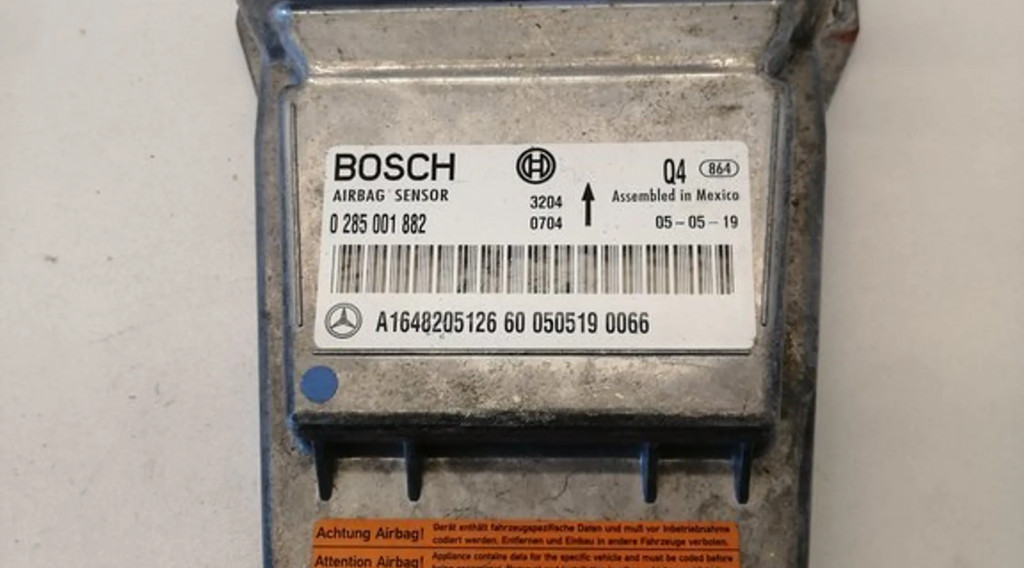 BOSCH
AIRBAG SENSOR
0 285 001 882
3204
0704
Q4 864
Assembled in Mexico
05-05-19
A1648205126 60 050519 0066
Achtung Airbag!
Gerät enthält fahrzeugspezifische Daten und muß vor Inbetriebnahme
codiert werden. Entfernen und Einbau in andere Fahrzeuge verboten.
Attention Airbag!
Appliance contains data for the specific vehicle and must be coded before